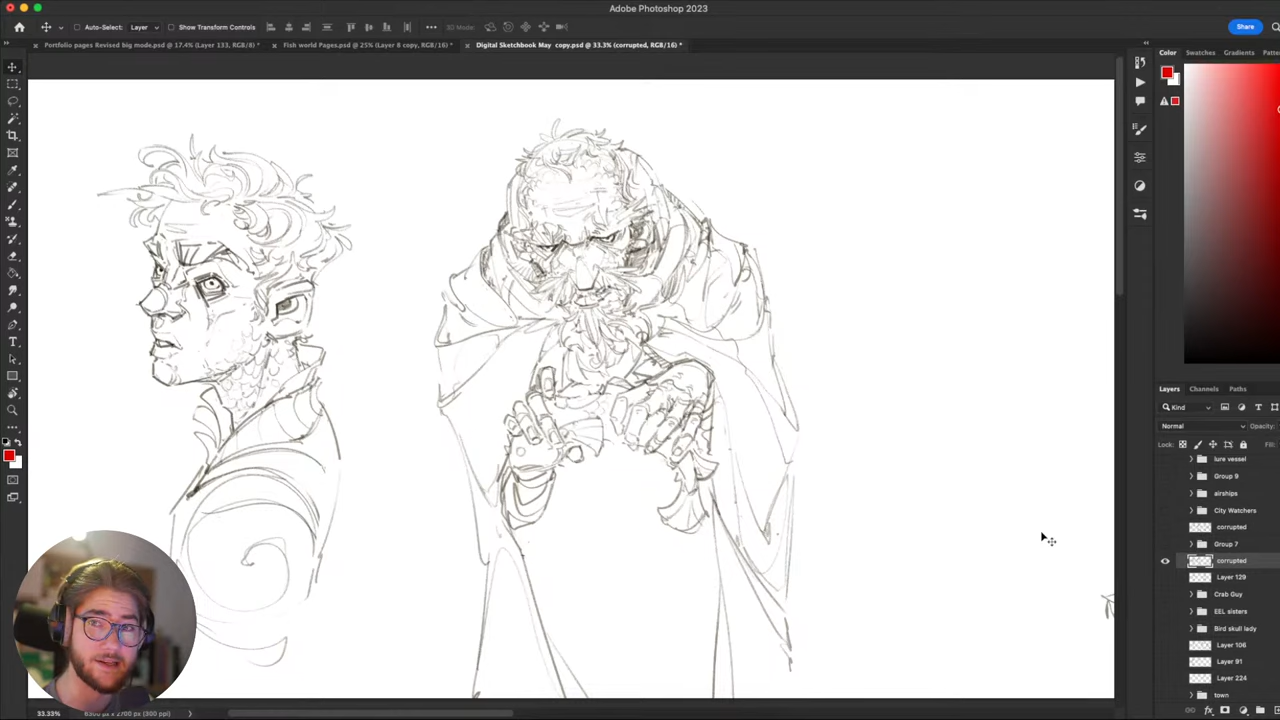 Adobe Photoshop 2023
Auto-Select: Layer Show Transform Controls ••• 3D Mode: Share
Portfolio pages Revised big mode.psd @ 17.4% (Layer 133, RGB/8) *
Fish world Pages.psd @ 25% (Layer 8 copy, RGB/16) *
Digital Sketchbook May copy.psd @ 33.3% (corrupted, RGB/16) *
Color Swatches Gradients Patte
Layers Channels Paths
Kind
Normal Opacity:
Lock: Fill:
lure vessel
Group 9
airships
City Watchers
corrupted
Group 7
corrupted
Layer 129
Crab Guy
EEL sisters
Bird skull lady
Layer 106
Layer 91
Layer 224
town
33.33%